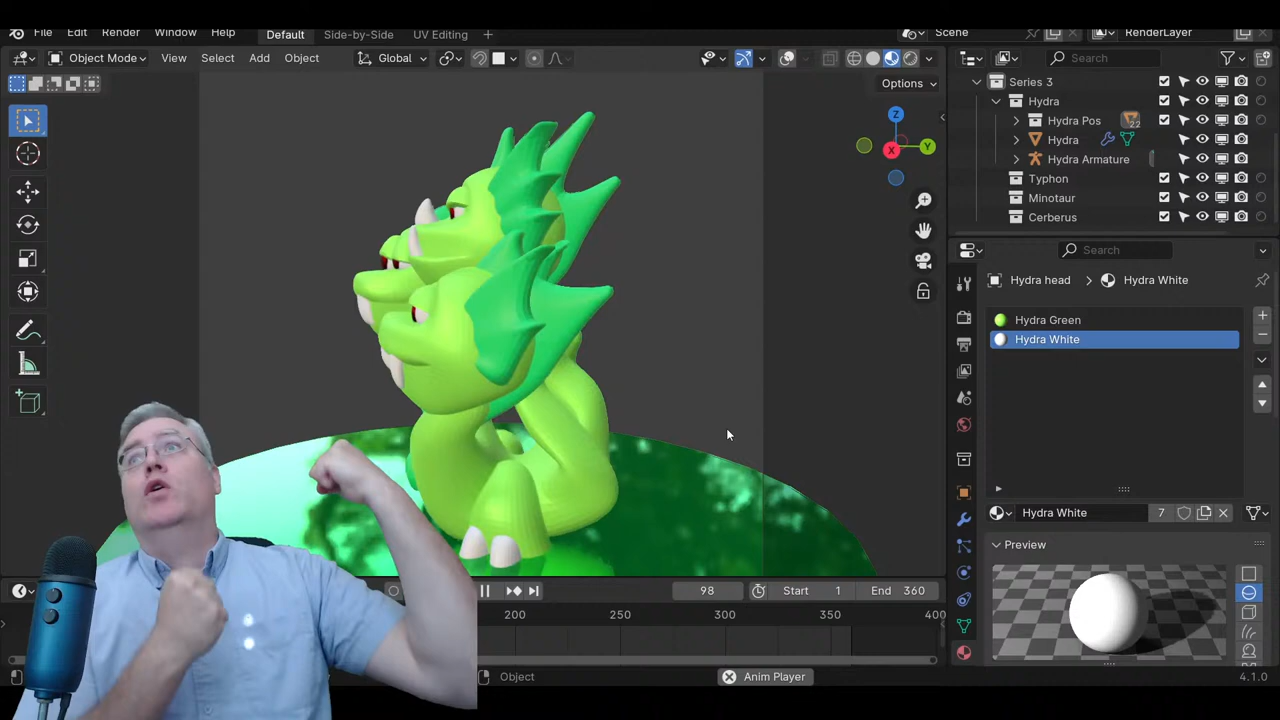 File Edit Render Window Help Default Side-by-Side UV Editing + Scene RenderLayer
Object Mode View Select Add Object Global Search
Options
Series 3
Hydra
Hydra Pos 22
Hydra
Hydra Armature
Typhon
Minotaur
Cerberus
Z
Y
X
Search
Hydra head > Hydra White
Hydra Green
Hydra White
Hydra White 7
Preview
98 Start 1 End 360
200 250 300 350 400
Object Anim Player 4.1.0